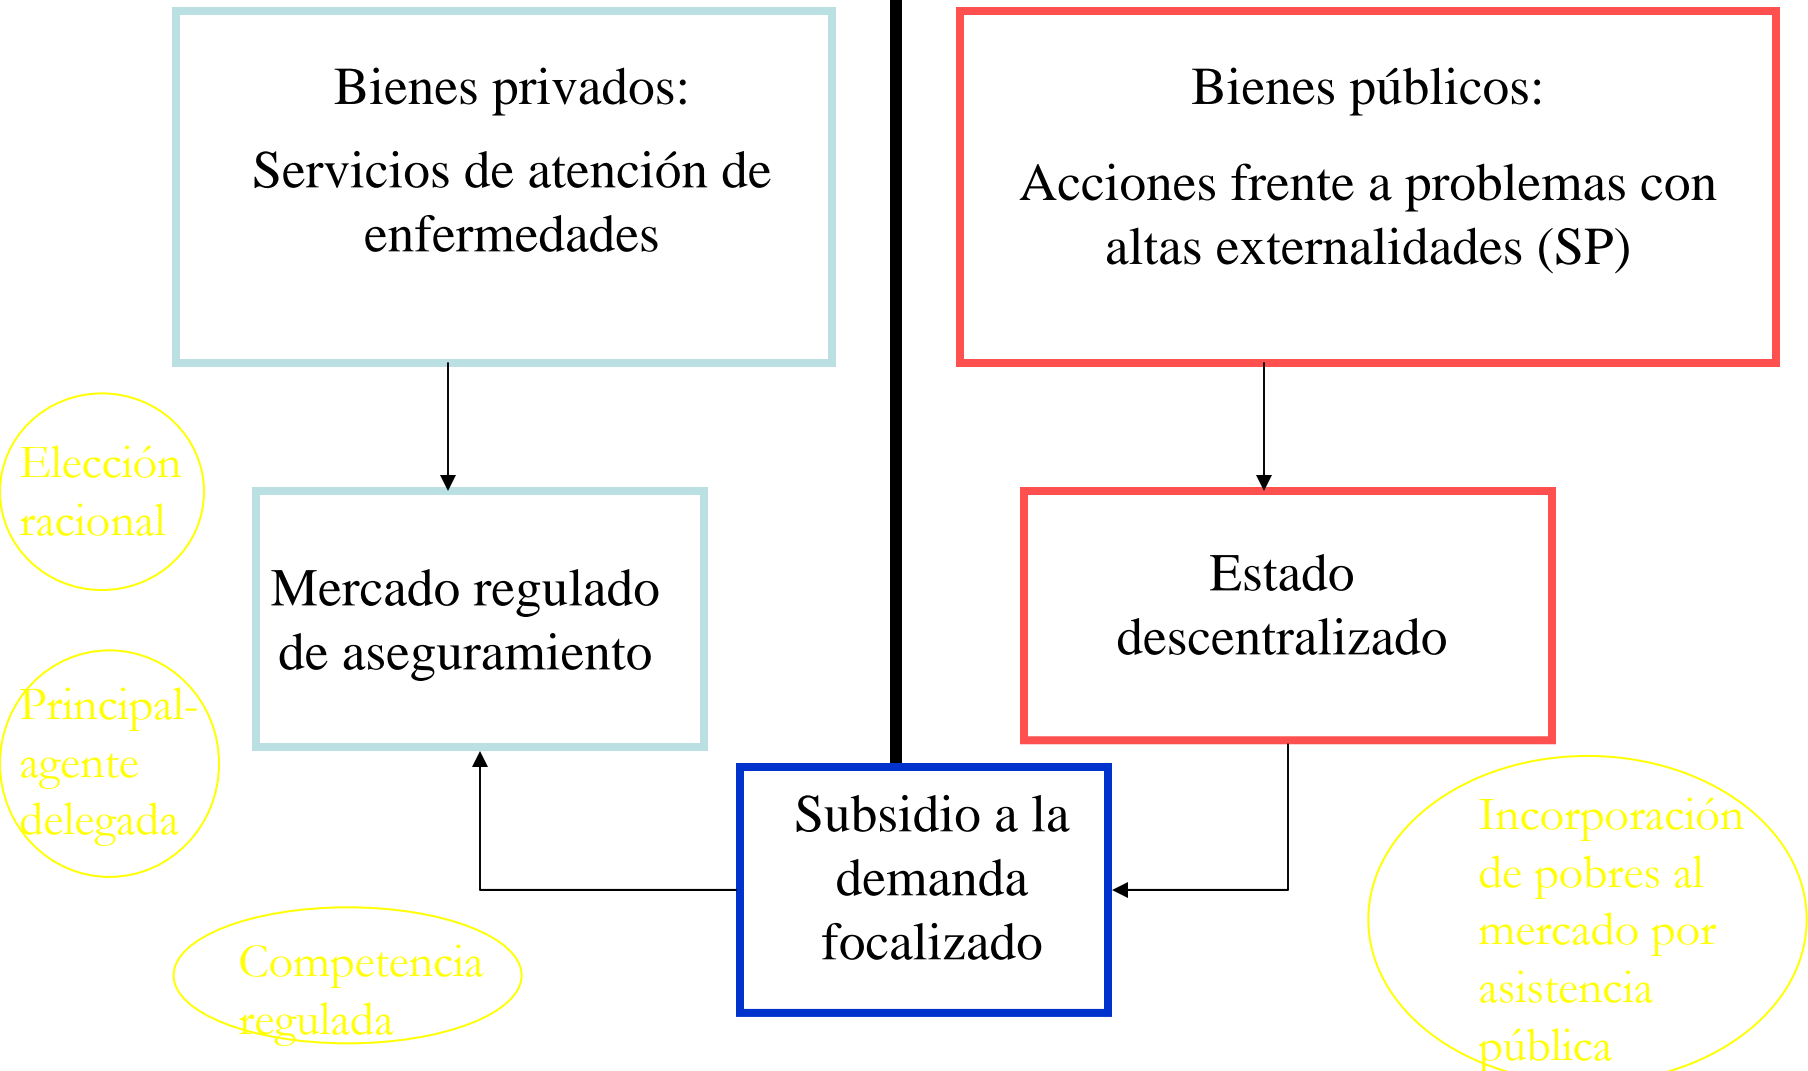 Bienes privados:
Servicios de atención de
enfermedades
Bienes públicos:
Acciones frente a problemas con
altas externalidades (SP)
Elección
racional
Mercado regulado
de aseguramiento
Estado
descentralizado
Principal-
agente
delegada
Subsidio a la
demanda
focalizado
Incorporación
de pobres al
mercado por
asistencia
pública
Competencia
regulada